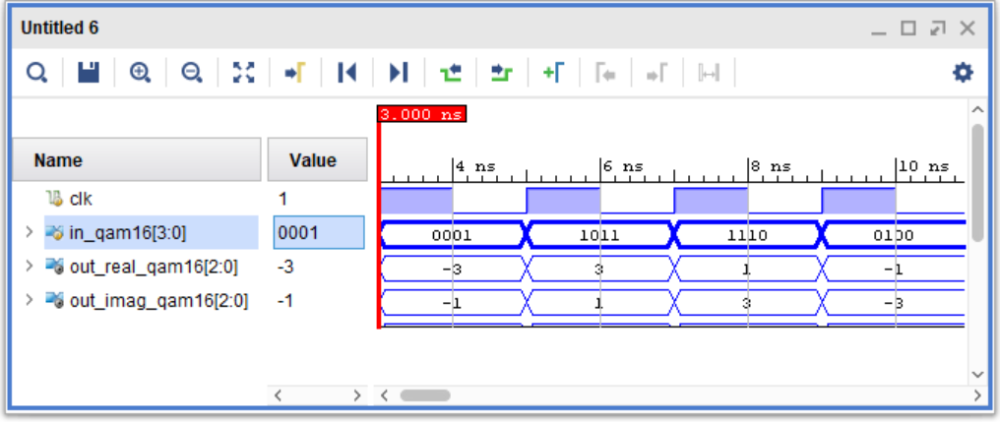 Untitled 6
3.000 ns
4 ns 6 ns 8 ns 10 ns
Name Value
clk 1
in_qam16[3:0] 0001 0001 1011 1110 0100
out_real_qam16[2:0] -3 -3 3 1 -1
out_imag_qam16[2:0] -1 -1 1 3 -3